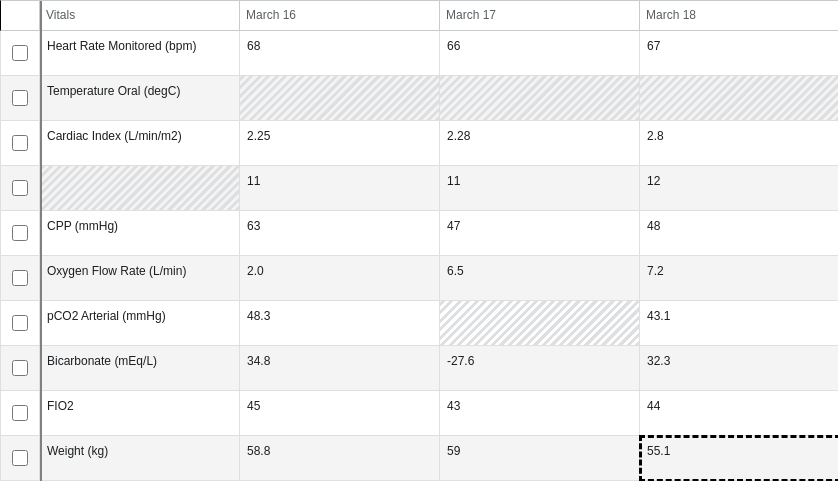 Vitals March 16 March 17 March 18
Heart Rate Monitored (bpm) 68 66 67
Temperature Oral (degC)
Cardiac Index (L/min/m2) 2.25 2.28 2.8
11 11 12
CPP (mmHg) 63 47 48
Oxygen Flow Rate (L/min) 2.0 6.5 7.2
pCO2 Arterial (mmHg) 48.3 43.1
Bicarbonate (mEq/L) 34.8 -27.6 32.3
FIO2 45 43 44
Weight (kg) 58.8 59 55.1